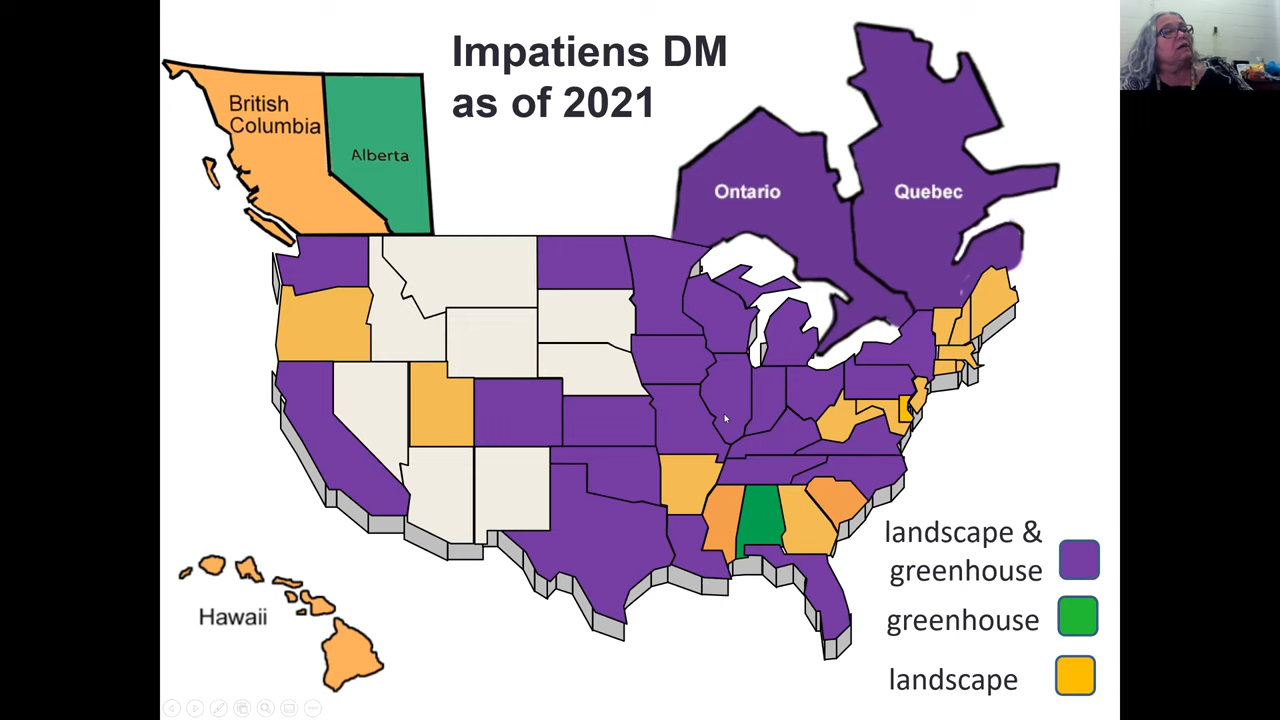 Impatiens DM
as of 2021
British
Columbia
Alberta
Ontario
Quebec
Hawaii
landscape &
greenhouse
greenhouse
landscape